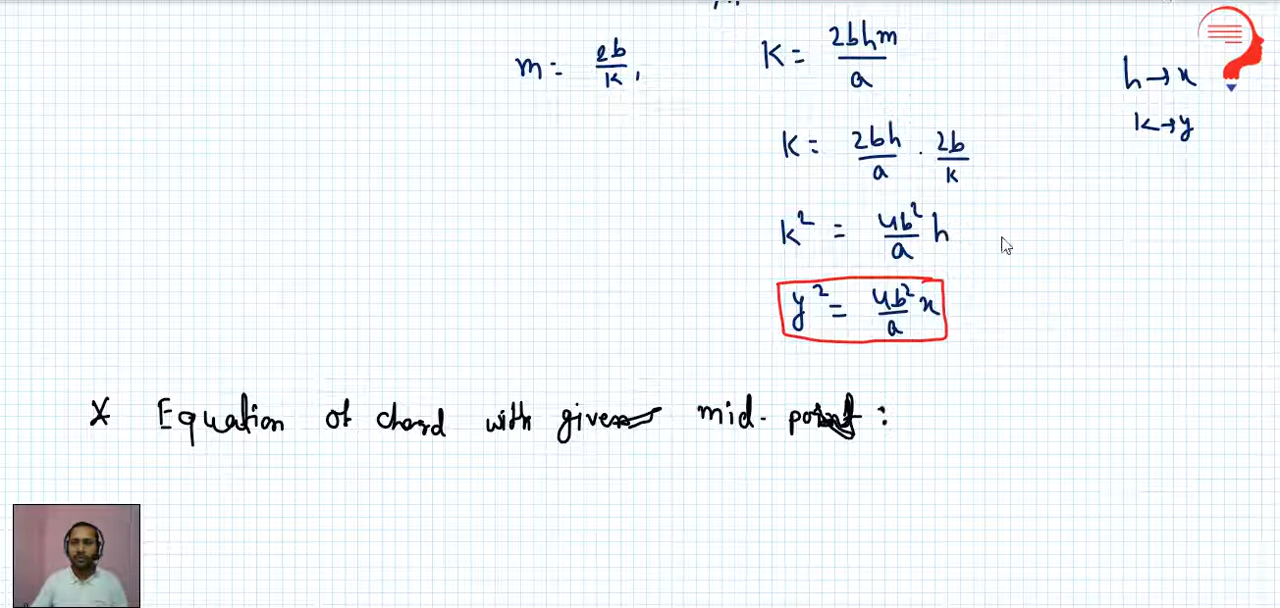 m = 2b/k, K = 2bhm/a
h → x
k → y
K = 2bh/a · 2b/k
k² = 4b²/a h
y² = 4b²/a x
* Equation of chord with given mid-point :